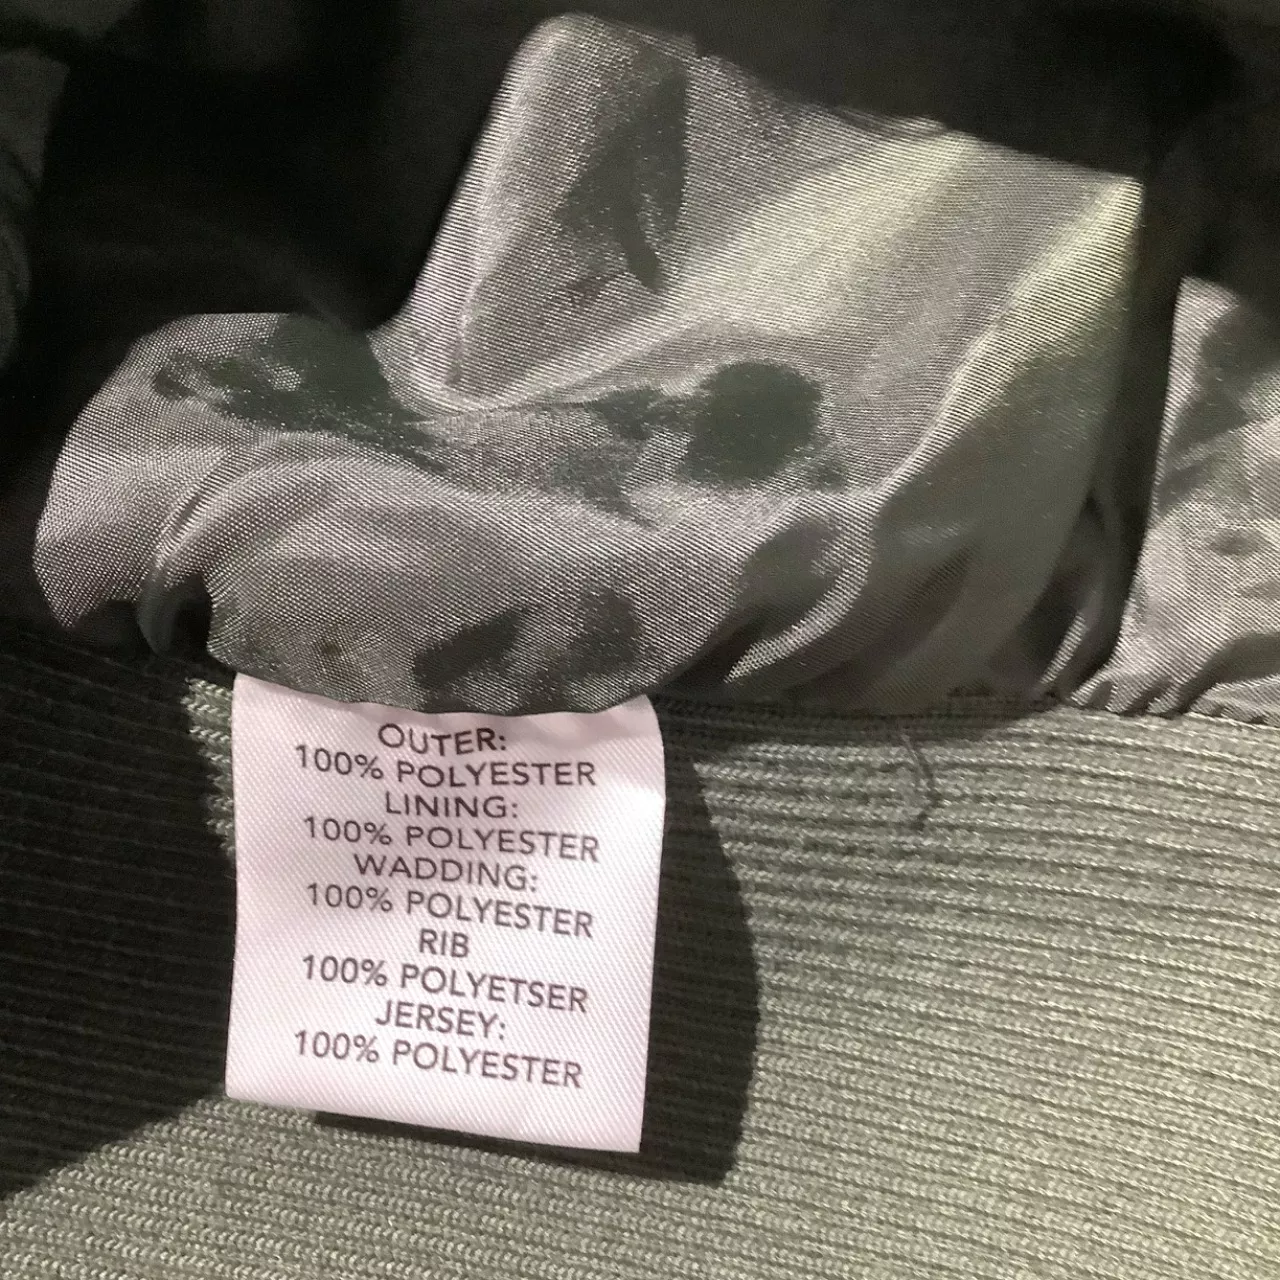 OUTER:
100% POLYESTER
LINING:
100% POLYESTER
WADDING:
100% POLYESTER
RIB
100% POLYETSER
JERSEY:
100% POLYESTER